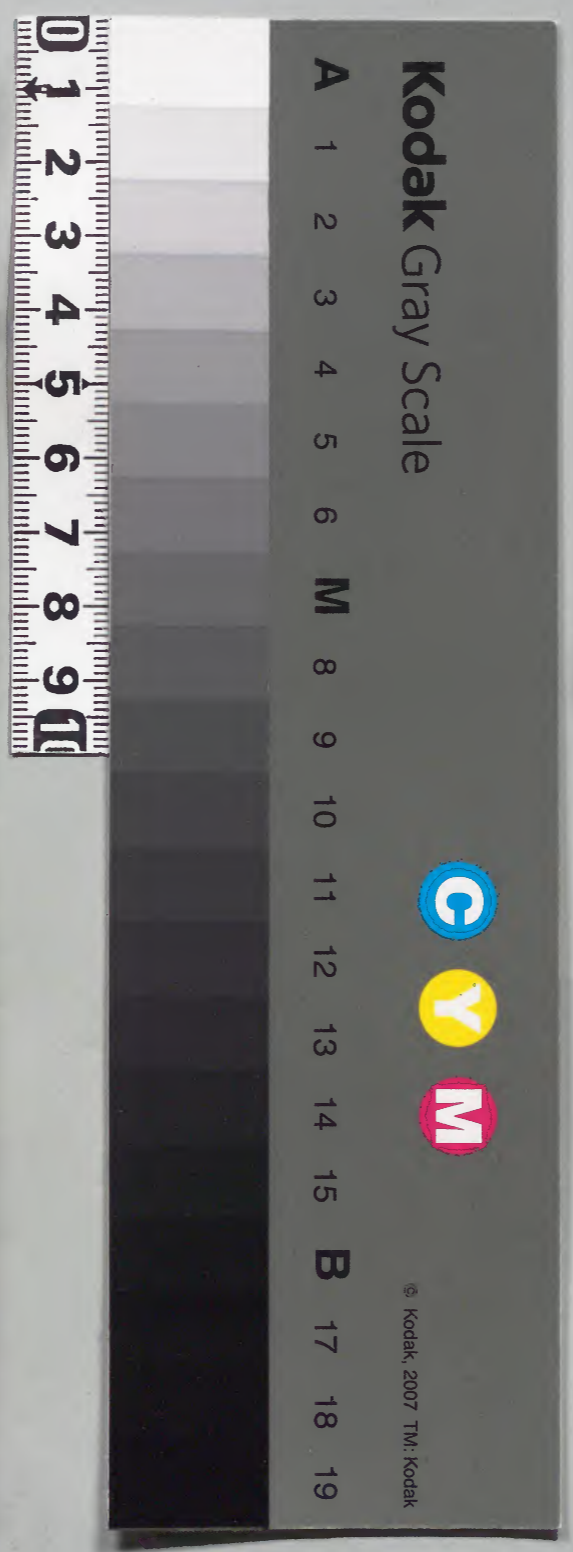 Kodak Gray Scale
C Y M
© Kodak, 2007 TM: Kodak
A 1 2 3 4 5 6 M 8 9 10 11 12 13 14 15 B 17 18 19
0 1 2 3 4 5 6 7 8 9 10